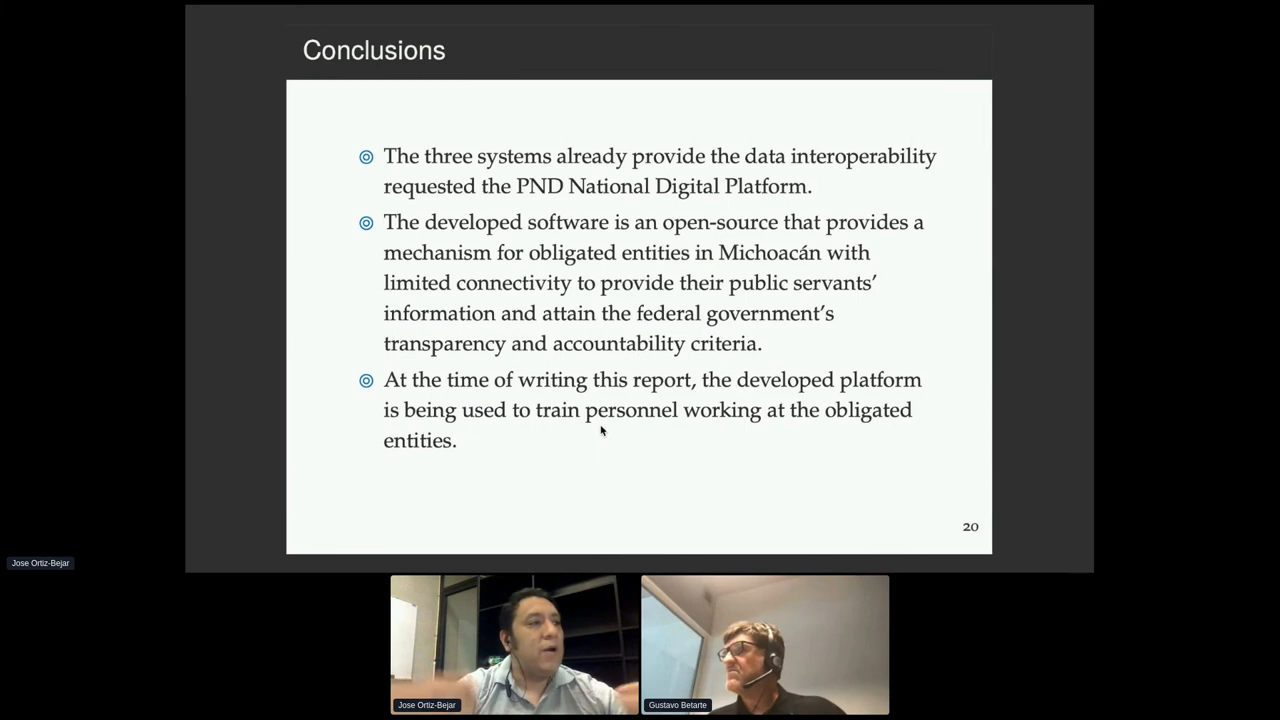 Conclusions
The three systems already provide the data interoperability
requested the PND National Digital Platform.
The developed software is an open-source that provides a
mechanism for obligated entities in Michoacán with
limited connectivity to provide their public servants’
information and attain the federal government’s
transparency and accountability criteria.
At the time of writing this report, the developed platform
is being used to train personnel working at the obligated
entities.
20
Jose Ortiz-Bejar
Jose Ortiz-Bejar
Gustavo Betarte